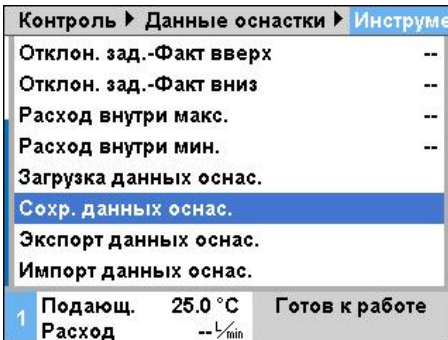 Контроль ▶ Данные оснастки ▶ Инструме
Отклон. зад.-Факт вверх --
Отклон. зад.-Факт вниз --
Расход внутри макс. --
Расход внутри мин. --
Загрузка данных оснас.
Сохр. данных оснас.
Экспорт данных оснас.
Импорт данных оснас.
1 Подающ. 25.0 °C Готов к работе
Расход -- L/min